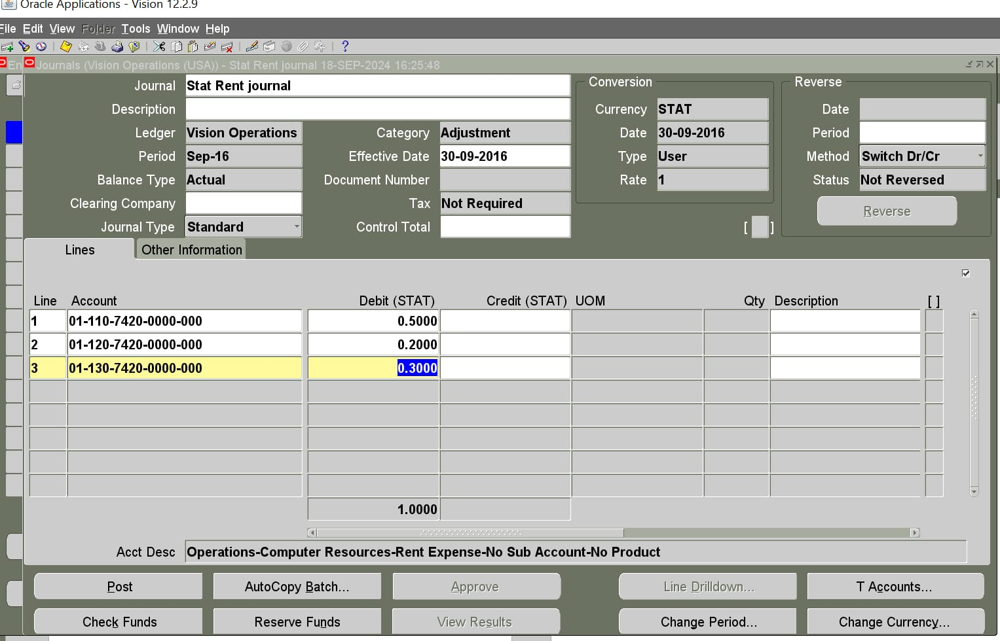 Oracle Applications - Vision 12.2.9
File Edit View Folder Tools Window Help
En
Journals (Vision Operations (USA)) - Stat Rent journal 18-SEP-2024 16:25:48
Journal Stat Rent journal
Description
Ledger Vision Operations Category Adjustment
Period Sep-16 Effective Date 30-09-2016
Balance Type Actual Document Number
Clearing Company Tax Not Required
Journal Type Standard Control Total
Conversion
Currency STAT
Date 30-09-2016
Type User
Rate 1
Reverse
Date
Period
Method Switch Dr/Cr
Status Not Reversed
Reverse
[ ]
Lines Other Information
Line Account Debit (STAT) Credit (STAT) UOM Qty Description [ ]
1 01-110-7420-0000-000 0.5000
2 01-120-7420-0000-000 0.2000
3 01-130-7420-0000-000 0.3000
1.0000
Acct Desc Operations-Computer Resources-Rent Expense-No Sub Account-No Product
Post AutoCopy Batch... Approve Line Drilldown... T Accounts...
Check Funds Reserve Funds View Results Change Period... Change Currency...